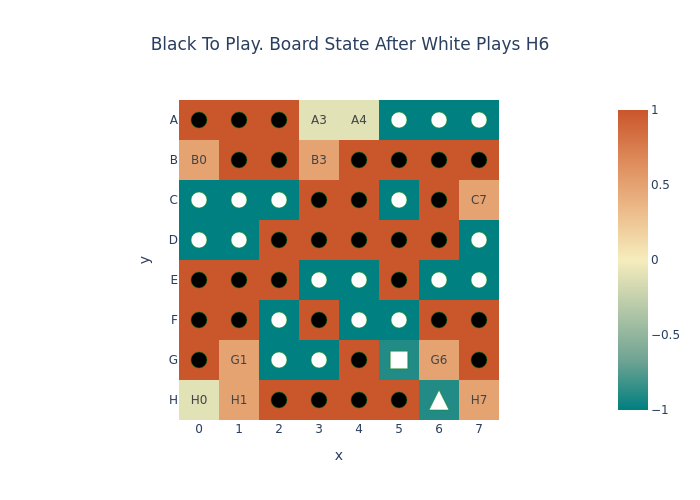 Black To Play. Board State After White Plays H6
A
A3
A4
1
B
B0
B3
C
C7
0.5
D
y
0
E
F
−0.5
G
G1
G6
H
H0
H1
H7
−1
0 1 2 3 4 5 6 7
x